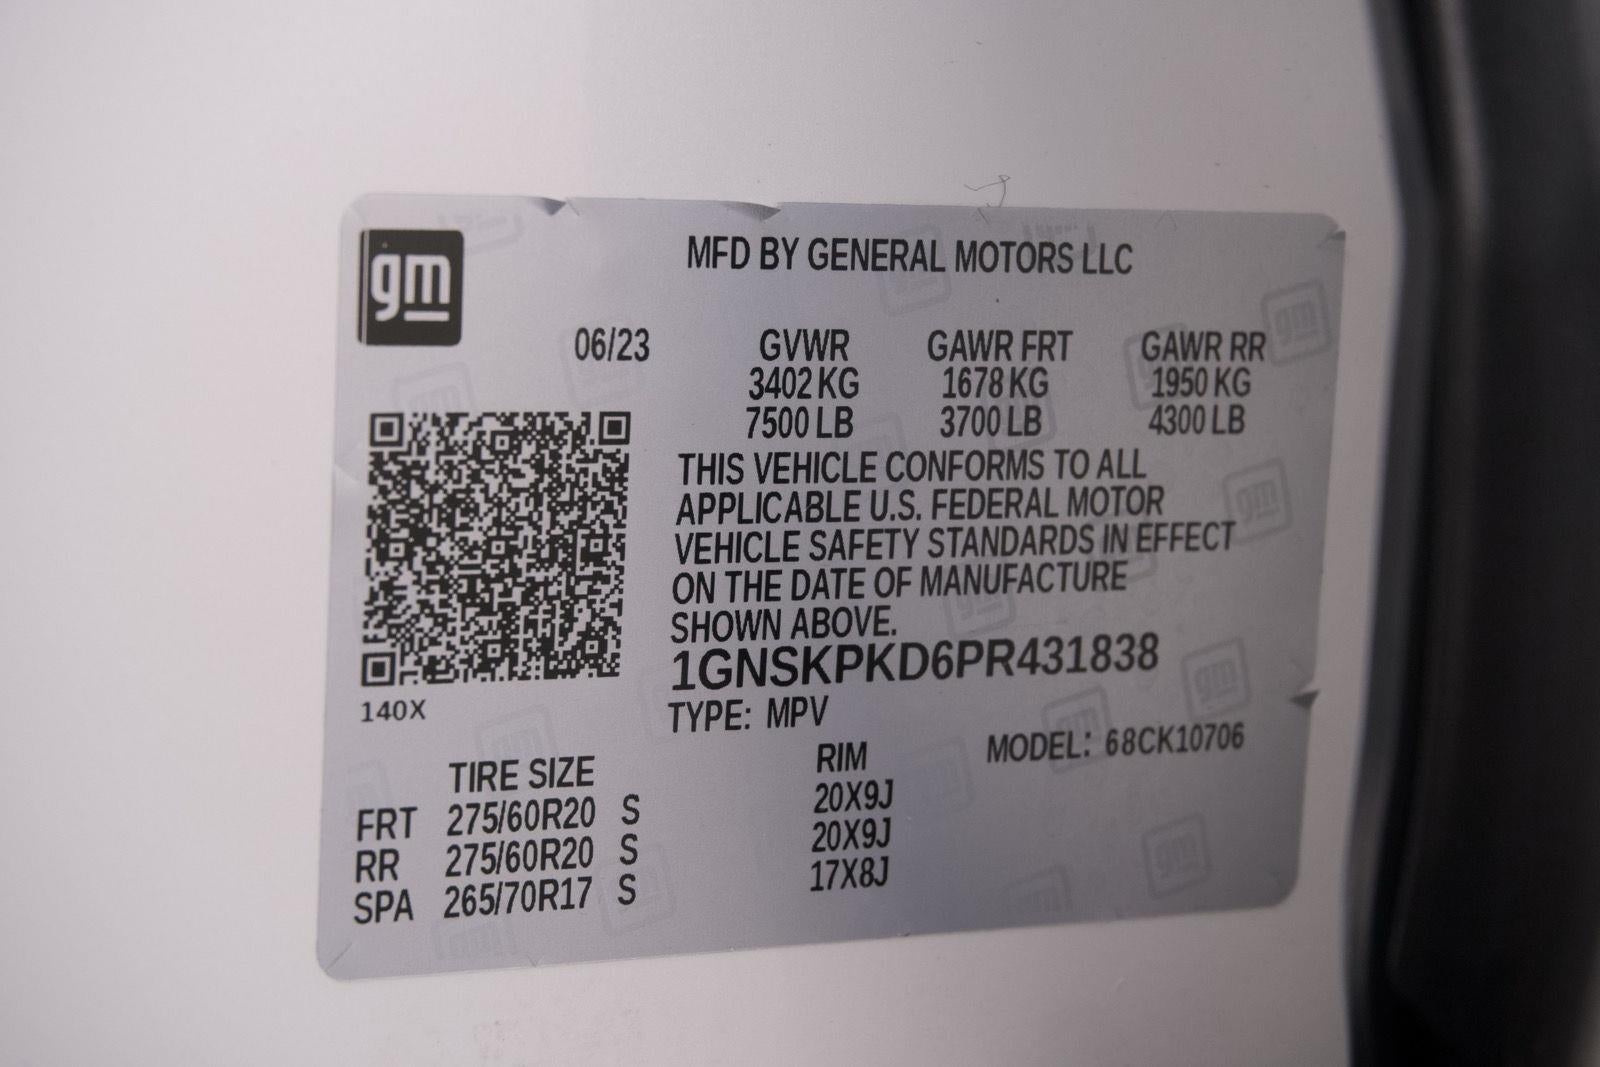 gm
MFD BY GENERAL MOTORS LLC
06/23 GVWR GAWR FRT GAWR RR
3402 KG 1678 KG 1950 KG
7500 LB 3700 LB 4300 LB
THIS VEHICLE CONFORMS TO ALL
APPLICABLE U.S. FEDERAL MOTOR
VEHICLE SAFETY STANDARDS IN EFFECT
ON THE DATE OF MANUFACTURE
SHOWN ABOVE.
1GNSKPKD6PR431838
140X
TYPE: MPV
MODEL: 68CK10706
TIRE SIZE RIM
FRT 275/60R20 S 20X9J
RR 275/60R20 S 20X9J
SPA 265/70R17 S 17X8J